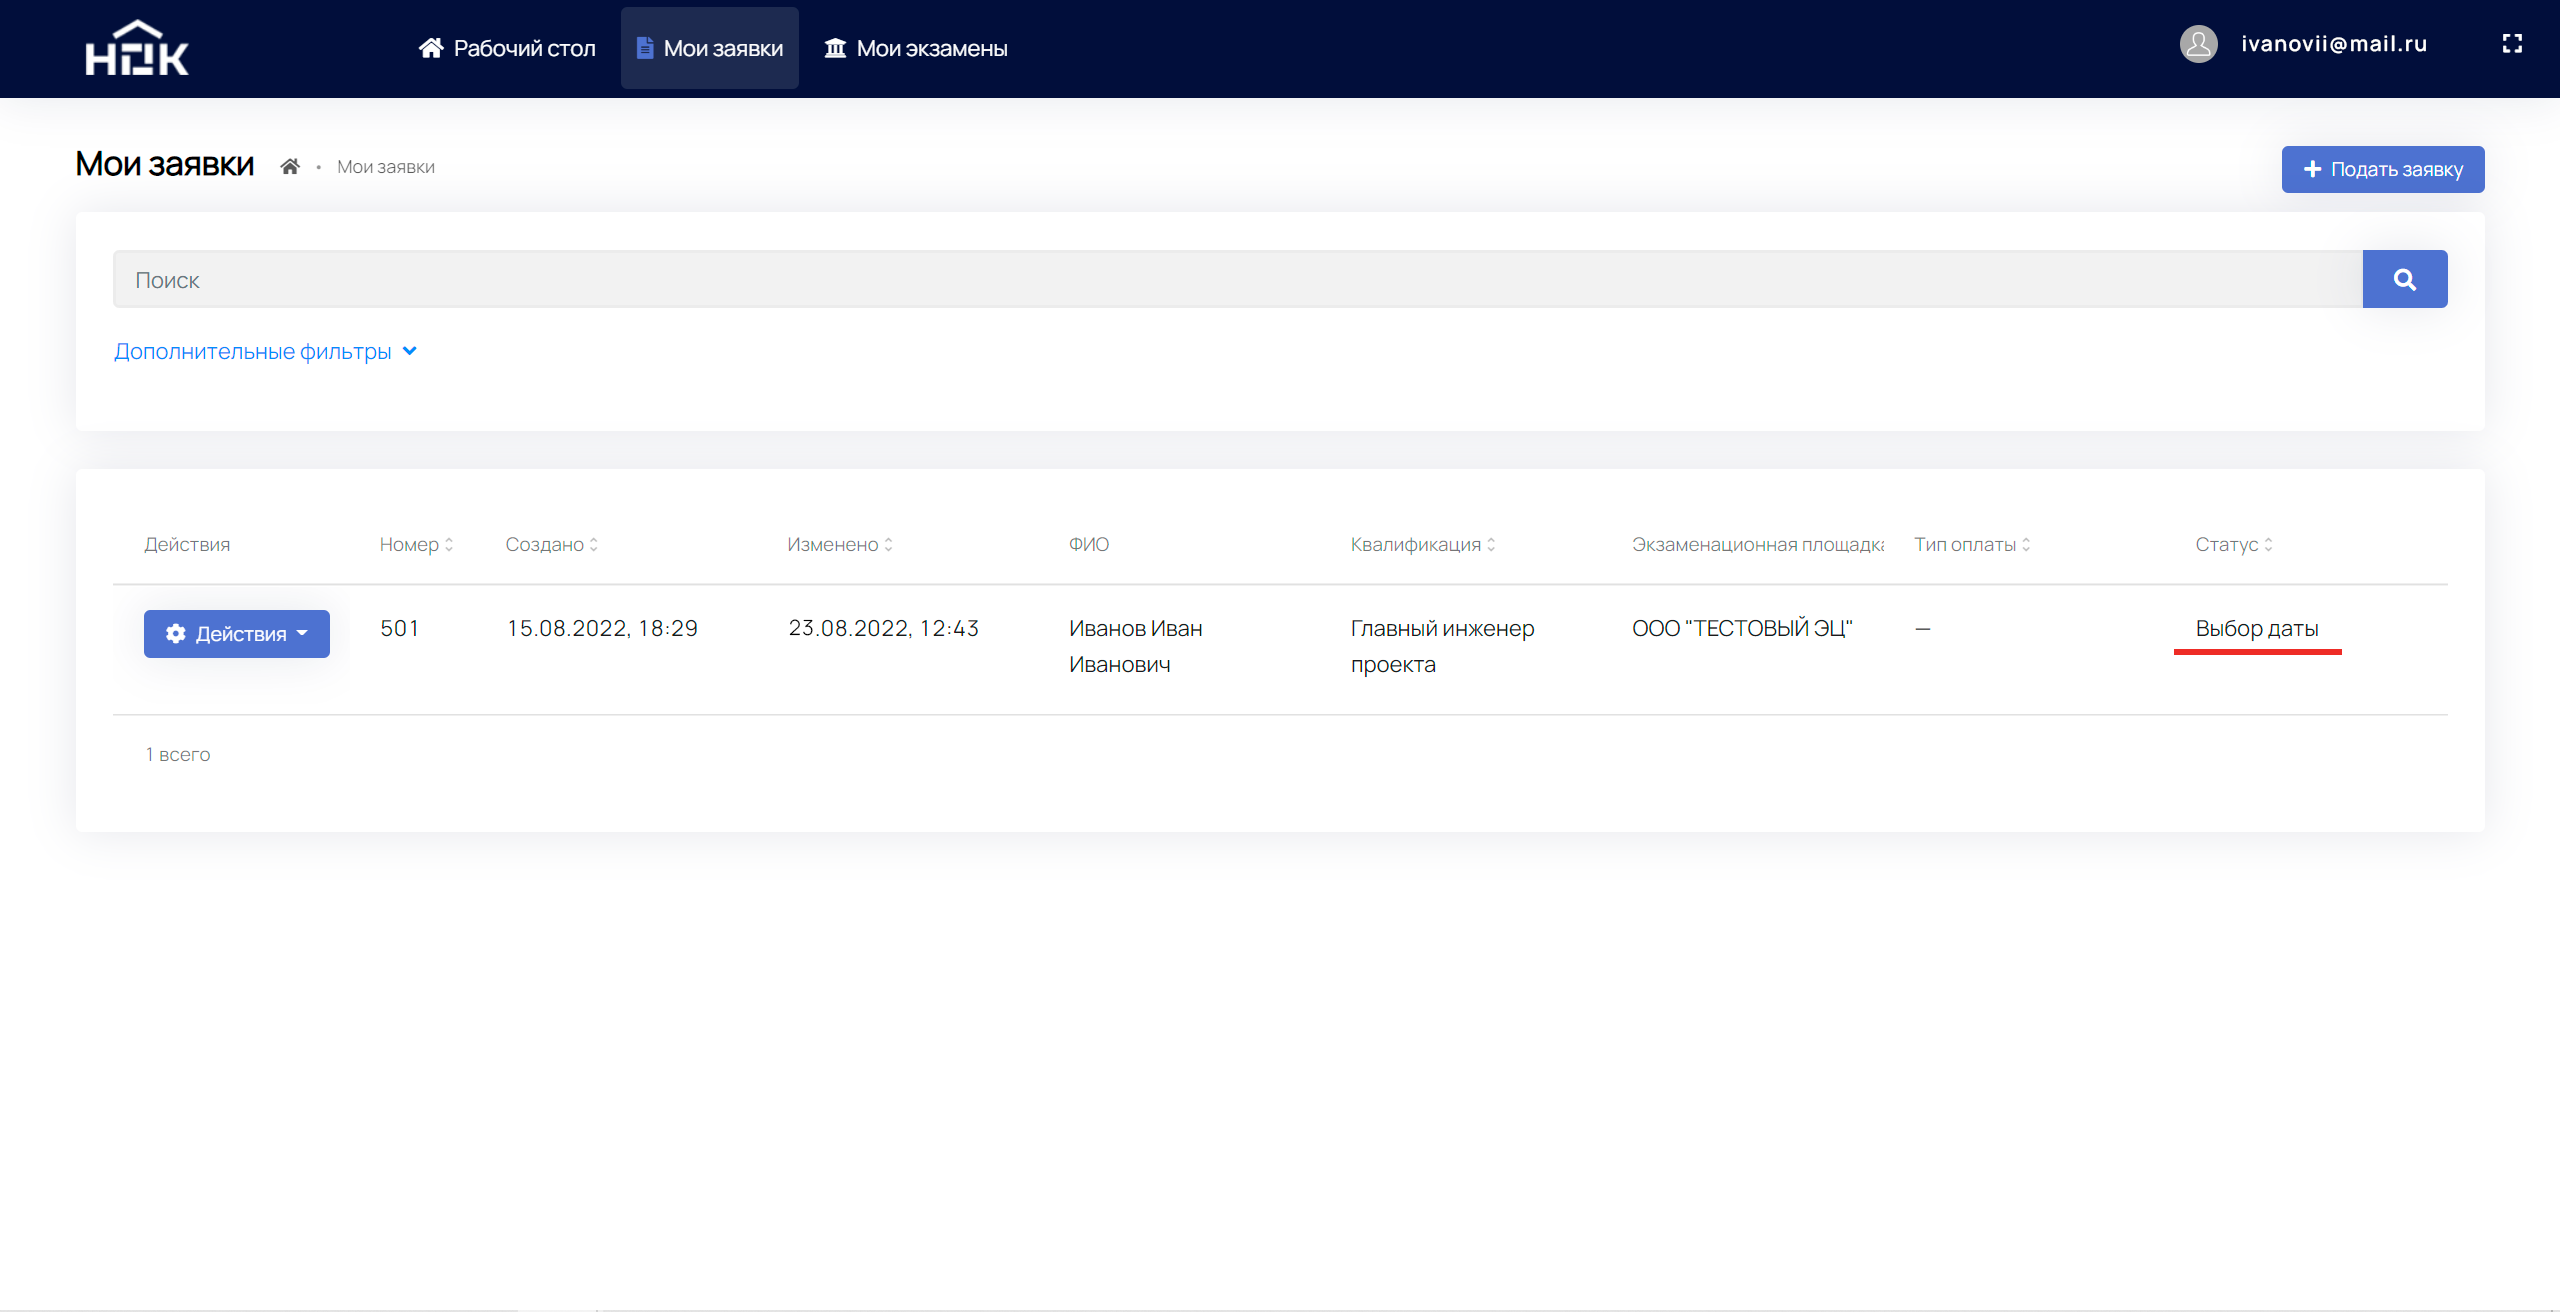 НОК
Рабочий стол
Мои заявки
Мои экзамены
ivanovii@mail.ru
Мои заявки
• Мои заявки
Подать заявку
Поиск
Дополнительные фильтры
Действия Номер Создано Изменено ФИО Квалификация Экзаменационная площадка Тип оплаты Статус
Действия 501 15.08.2022, 18:29 23.08.2022, 12:43 Иванов Иван Главный инженер ООО "ТЕСТОВЫЙ ЭЦ" — Выбор даты
Иванович проекта
1 всего